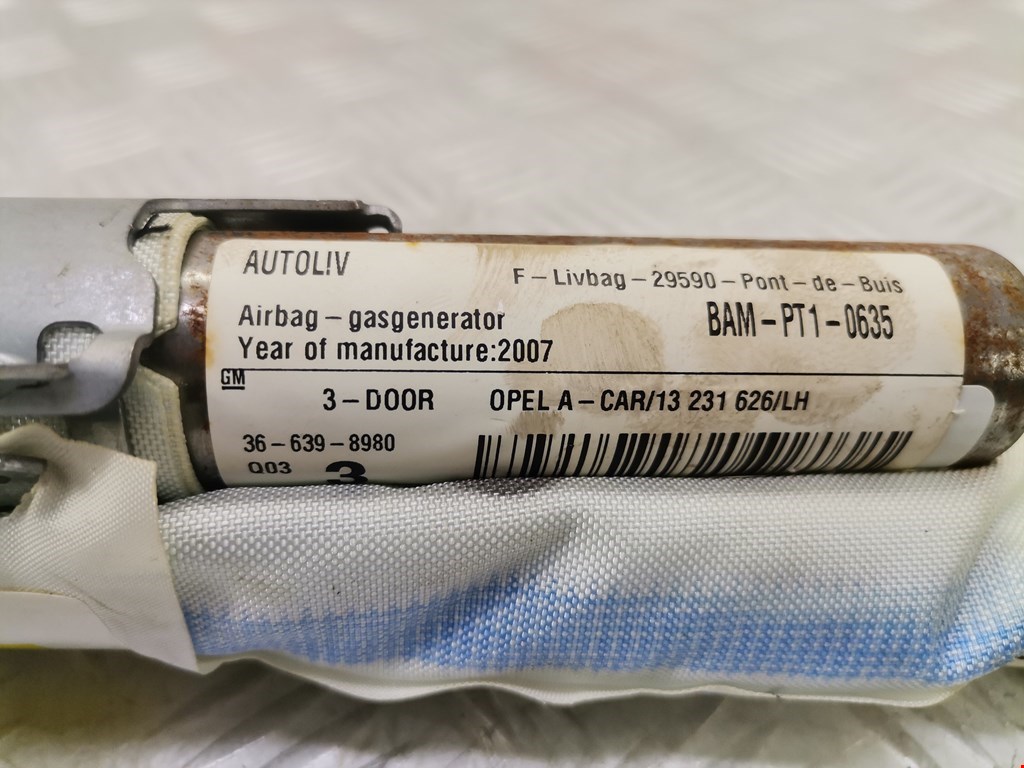 AUTOL!V
F - Livbag - 29590 - Pont - de - Buis
Airbag - gasgenerator
BAM - PT1 - 0635
Year of manufacture:2007
GM
3 - DOOR OPEL A - CAR/13 231 626/LH
36 - 639 - 8980
Q03 3